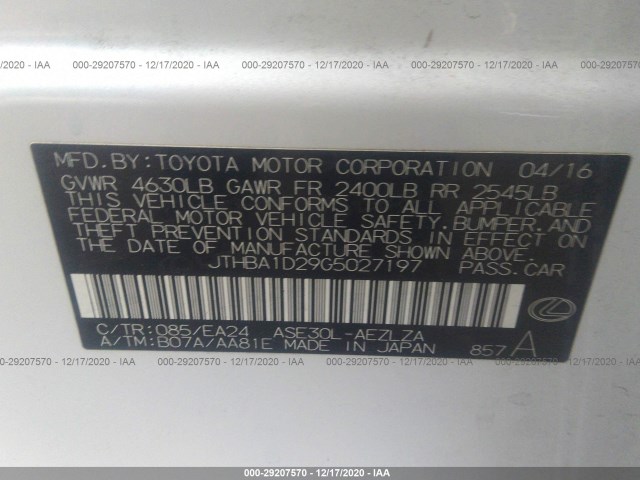 000-29207570 - 12/17/2020 - IAA
MFD.BY:TOYOTA MOTOR CORPORATION 04/16
GVWR 4630LB GAWR FR 2400LB RR 2545LB
THIS VEHICLE CONFORMS TO ALL APPLICABLE
FEDERAL MOTOR VEHICLE SAFETY,BUMPER,AND
THEFT PREVENTION STANDARDS IN EFFECT ON
THE DATE OF MANUFACTURE SHOWN ABOVE.
JTHBA1D29G5027197 PASS.CAR
C/TR:085/EA24 ASE30L-AEZLZA
A/TM:B07A/AA81E MADE IN JAPAN 857 A
000-29207570 - 12/17/2020 - IAA